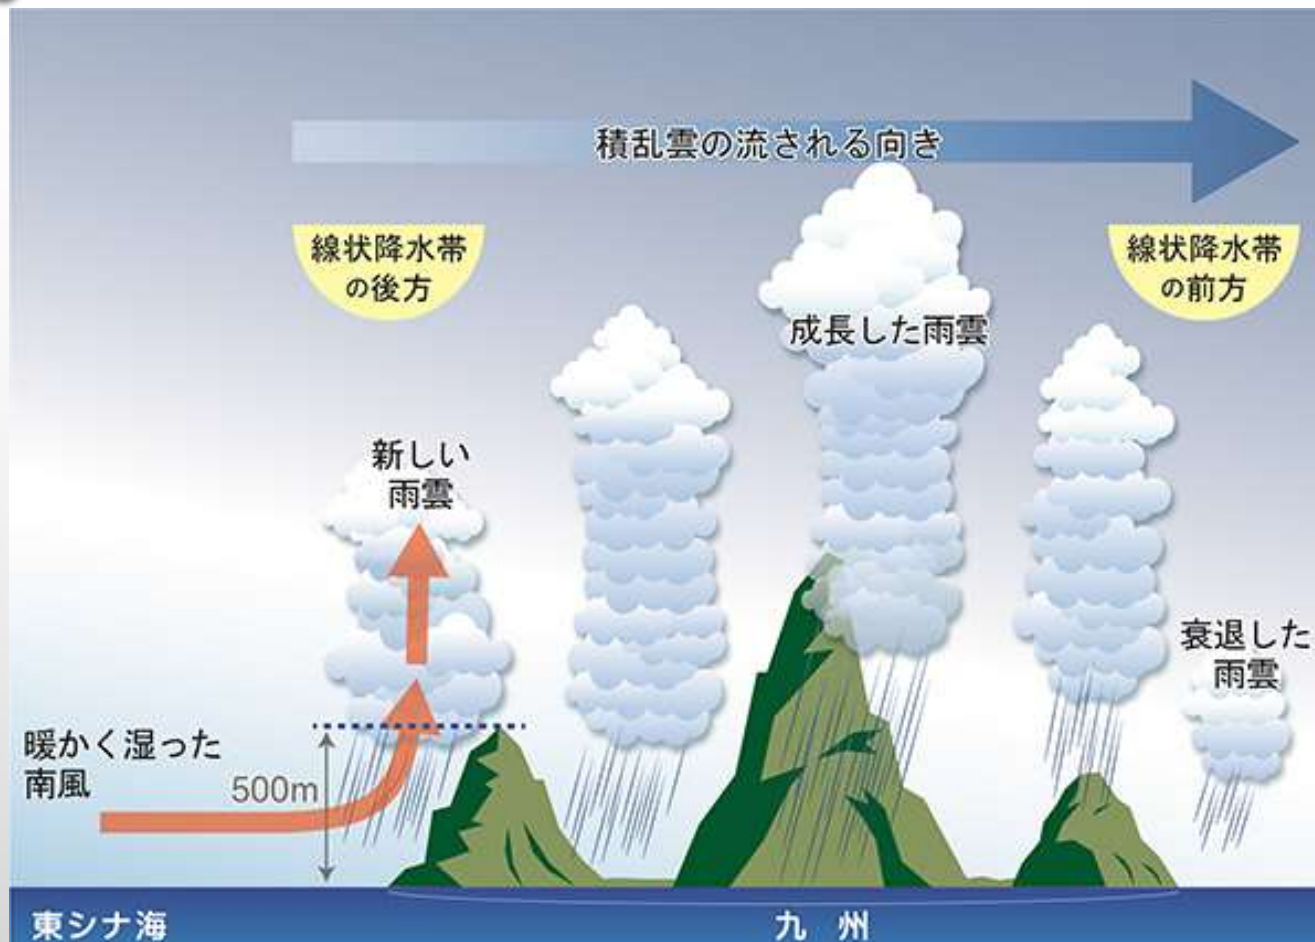 積乱雲の流される向き
線状降水帯
の後方
線状降水帯
の前方
成長した雨雲
新しい
雨雲
衰退した
雨雲
暖かく湿った
南風
500m
東シナ海
九 州